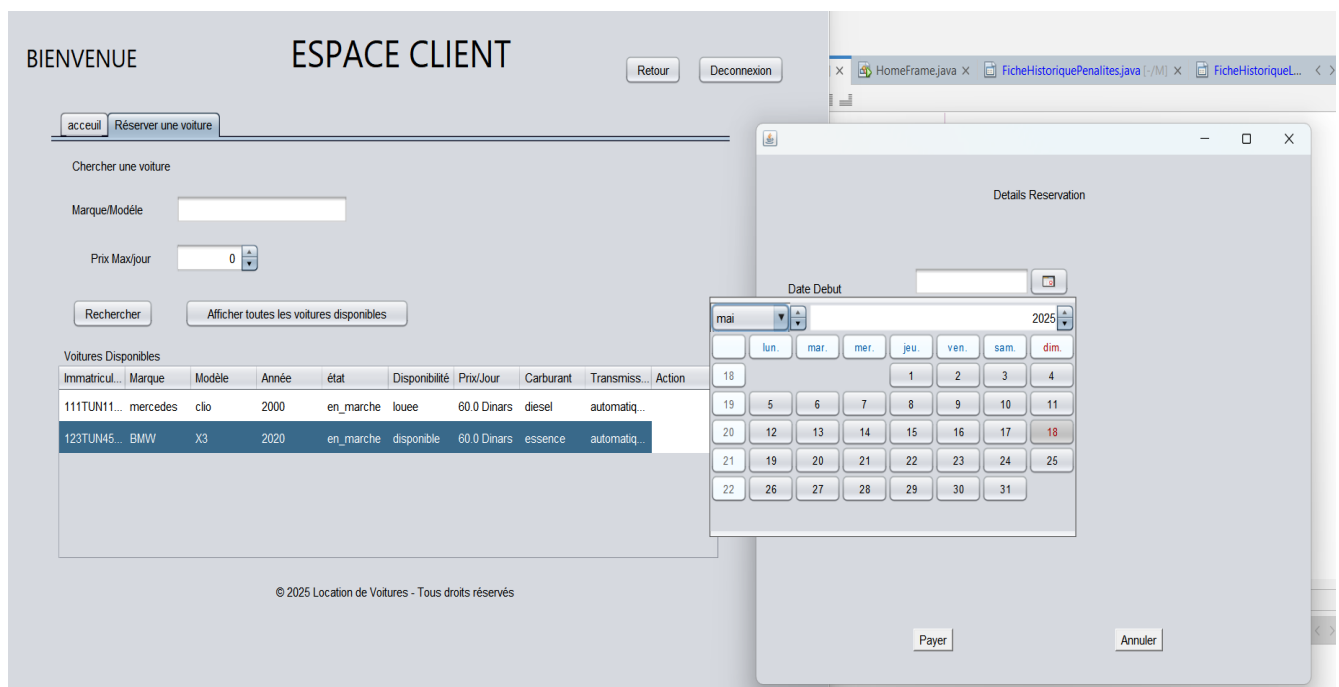 BIENVENUE
ESPACE CLIENT
Retour
Deconnexion
HomeFrame.java
FicheHistoriquePenalites.java [-/M]
FicheHistoriqueL...
acceuil
Réserver une voiture
Chercher une voiture
Marque/Modéle
Prix Max/jour
0
Rechercher
Afficher toutes les voitures disponibles
Voitures Disponibles
Immatricul... Marque Modèle Année état Disponibilité Prix/Jour Carburant Transmiss... Action
111TUN11... mercedes clio 2000 en_marche louee 60.0 Dinars diesel automatiq...
123TUN45... BMW X3 2020 en_marche disponible 60.0 Dinars essence automatiq...
© 2025 Location de Voitures - Tous droits réservés
Details Reservation
Date Debut
mai 2025
lun. mar. mer. jeu. ven. sam. dim.
18 1 2 3 4
19 5 6 7 8 9 10 11
20 12 13 14 15 16 17 18
21 19 20 21 22 23 24 25
22 26 27 28 29 30 31
Payer
Annuler